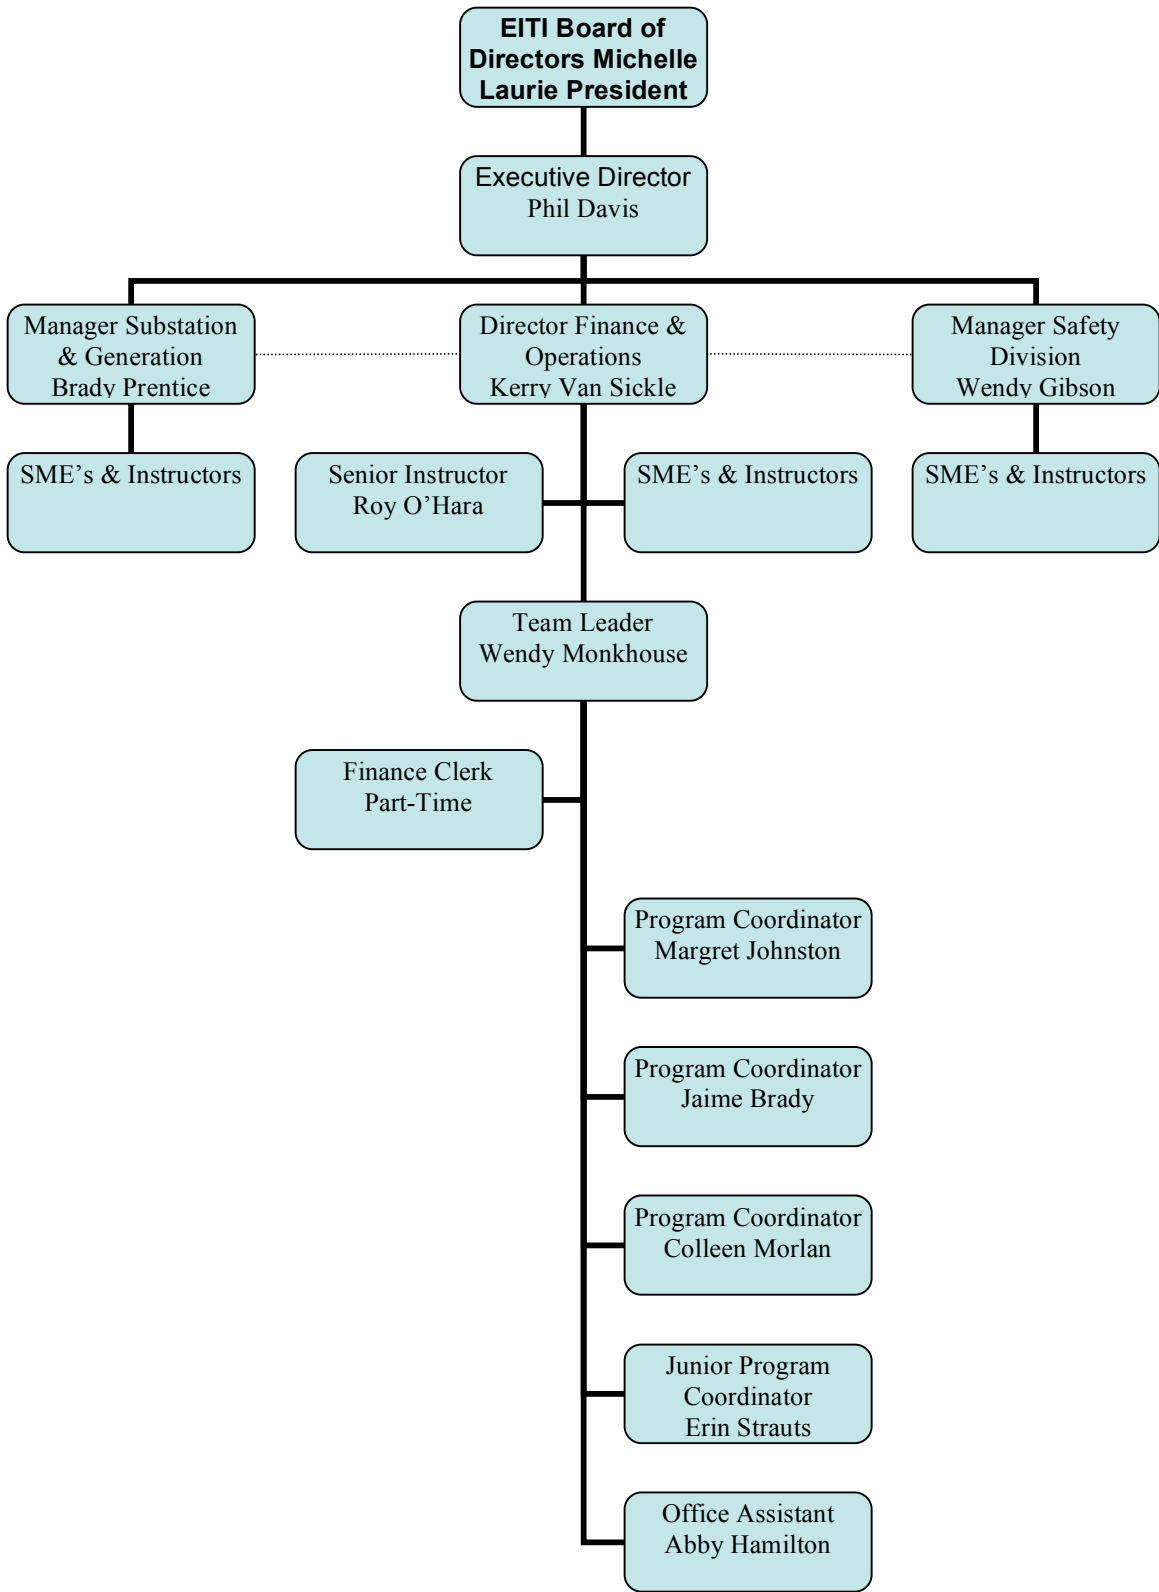 EITI Board of
Directors Michelle
Laurie President
Executive Director
Phil Davis
Manager Substation
& Generation
Brady Prentice
Director Finance &
Operations
Kerry Van Sickle
Manager Safety
Division
Wendy Gibson
SME’s & Instructors
Senior Instructor
Roy O’Hara
SME’s & Instructors
SME’s & Instructors
Team Leader
Wendy Monkhouse
Finance Clerk
Part-Time
Program Coordinator
Margret Johnston
Program Coordinator
Jaime Brady
Program Coordinator
Colleen Morlan
Junior Program
Coordinator
Erin Strauts
Office Assistant
Abby Hamilton